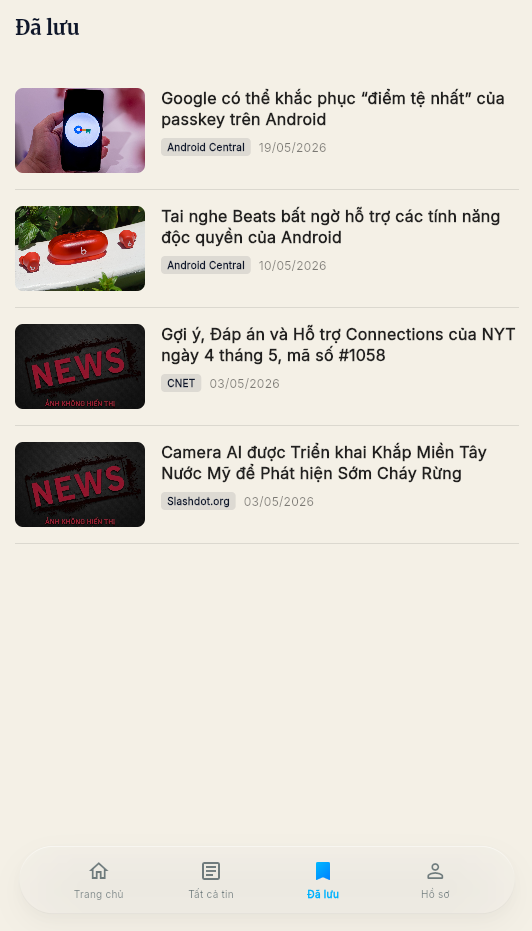 Đã lưu
Google có thể khắc phục “điểm tệ nhất” của
passkey trên Android
Android Central 19/05/2026
Tai nghe Beats bất ngờ hỗ trợ các tính năng
độc quyền của Android
Android Central 10/05/2026
NEWS
ẢNH KHÔNG HIỂN THỊ
Gợi ý, Đáp án và Hỗ trợ Connections của NYT
ngày 4 tháng 5, mã số #1058
CNET 03/05/2026
NEWS
ẢNH KHÔNG HIỂN THỊ
Camera AI được Triển khai Khắp Miền Tây
Nước Mỹ để Phát hiện Sớm Cháy Rừng
Slashdot.org 03/05/2026
Trang chủ Tất cả tin Đã lưu Hồ sơ